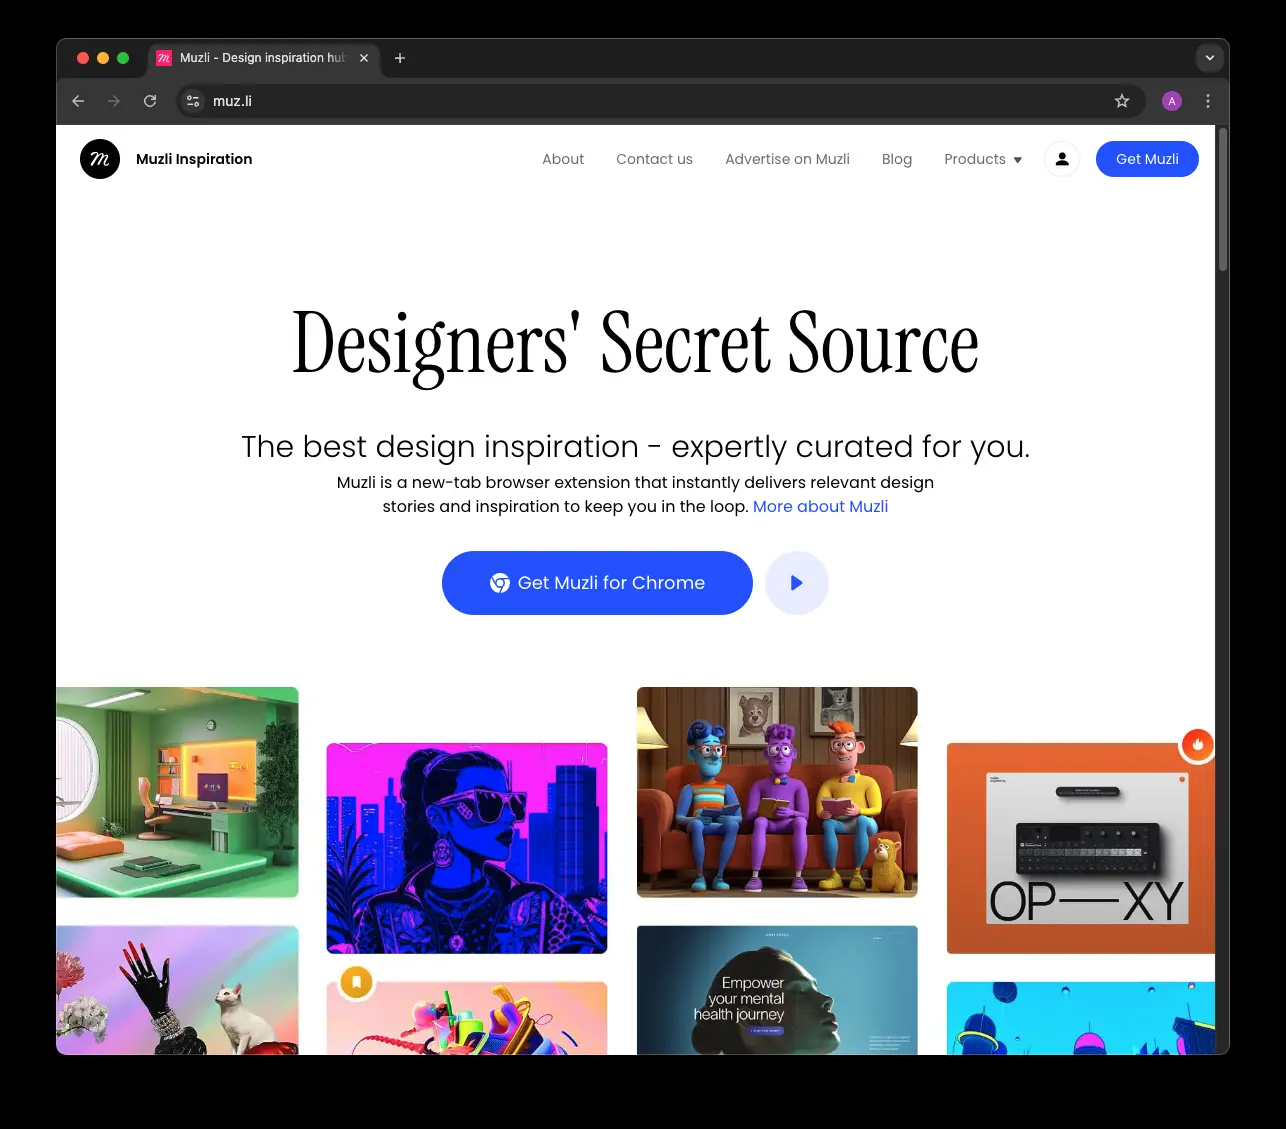 Muzli - Design inspiration hub
muz.li
A
Muzli Inspiration
About
Contact us
Advertise on Muzli
Blog
Products
Get Muzli
Designers' Secret Source
The best design inspiration - expertly curated for you.
Muzli is a new-tab browser extension that instantly delivers relevant design
stories and inspiration to keep you in the loop. More about Muzli
Get Muzli for Chrome
OP—XY
Empower
your mental
health journey